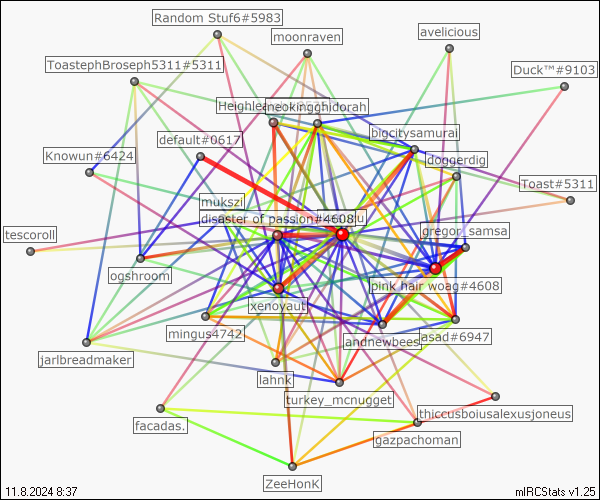 Random Stuf6#5983
moonraven
avelicious
ToastephBroseph5311#5311
Duck™#9103
default#0617
bigcitysamurai
Knowun#6424
doggerdig
Toast#5311
mukszi
disaster of passion#4608
gregor_samsa
tescoroll
ogshroom
pink hair woag#4608
xenoyaut
mingus4742
andnewbees
asad#6947
jarlbreadmaker
lahnk
turkey_mcnugget
thiccusboiusalexusjoneus
facadas.
gazpachoman
ZeeHonK
11.8.2024 8:37
mIRCStats v1.25